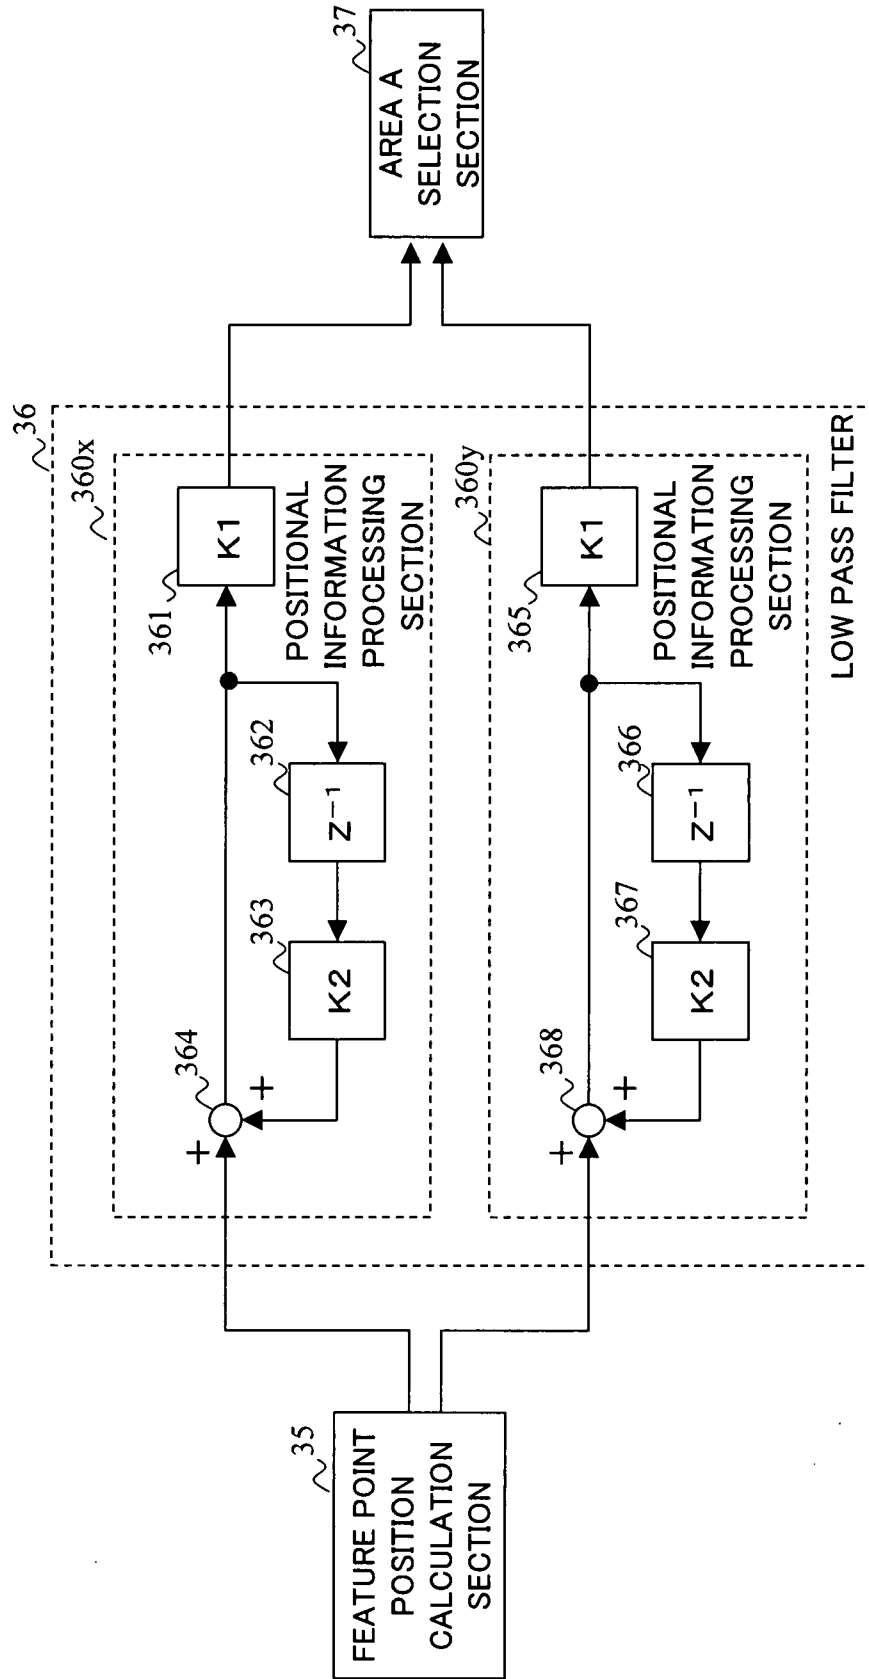 35
FEATURE POINT
POSITION
CALCULATION
SECTION
36
360x
364
+
+
363
K2
362
Z⁻¹
361
K1
POSITIONAL
INFORMATION
PROCESSING
SECTION
360y
368
+
+
367
K2
366
Z⁻¹
365
K1
POSITIONAL
INFORMATION
PROCESSING
SECTION
LOW PASS FILTER
37
AREA A
SELECTION
SECTION